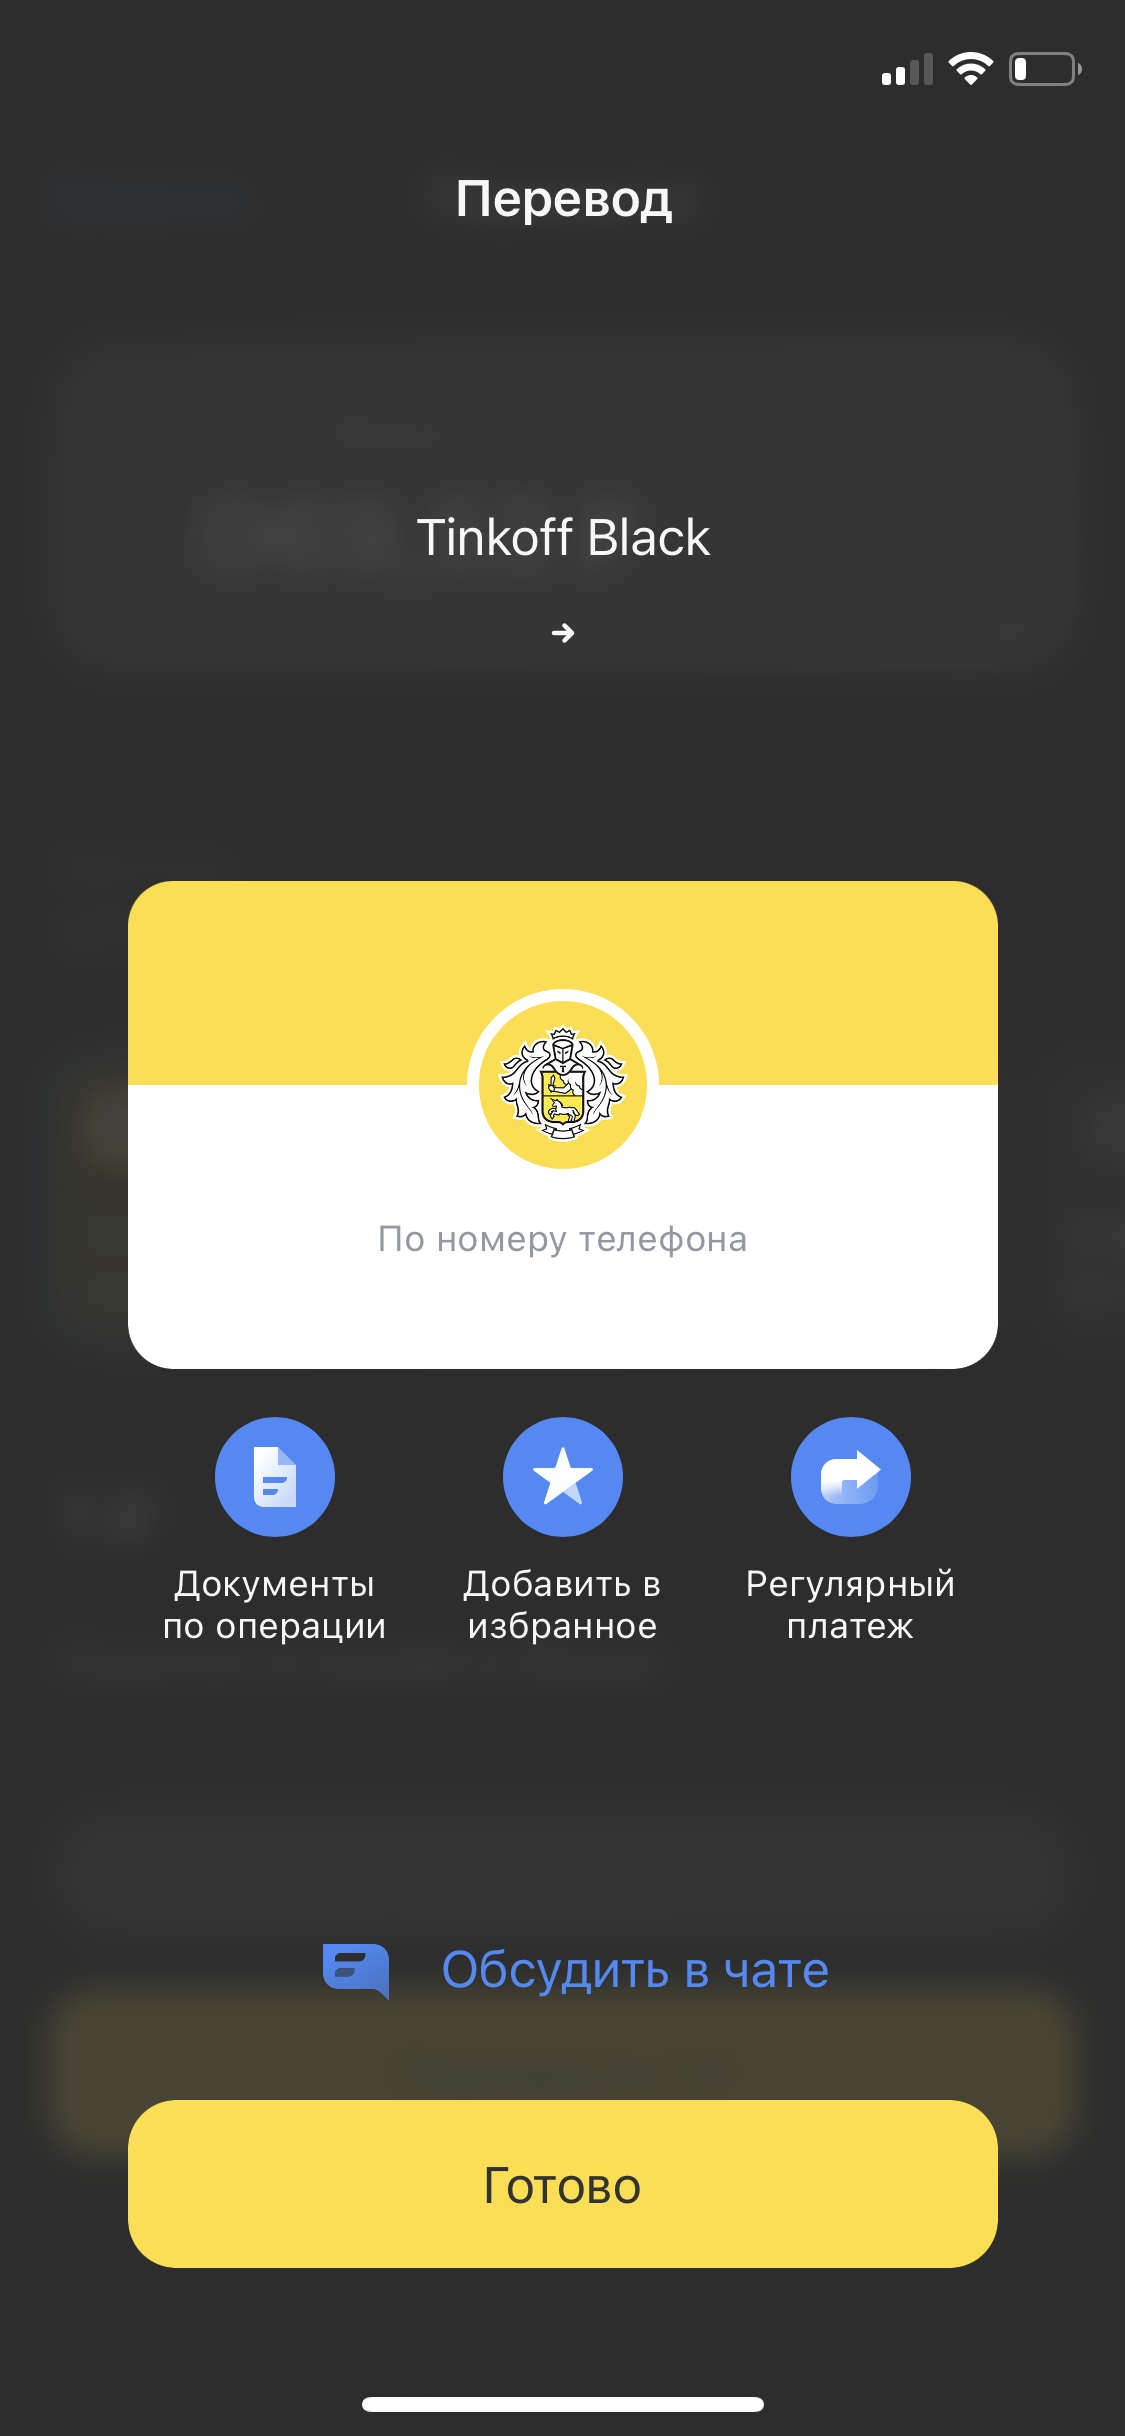 Перевод
Tinkoff Black
По номеру телефона
Документы
по операции
Добавить в
избранное
Регулярный
платеж
Обсудить в чате
Готово